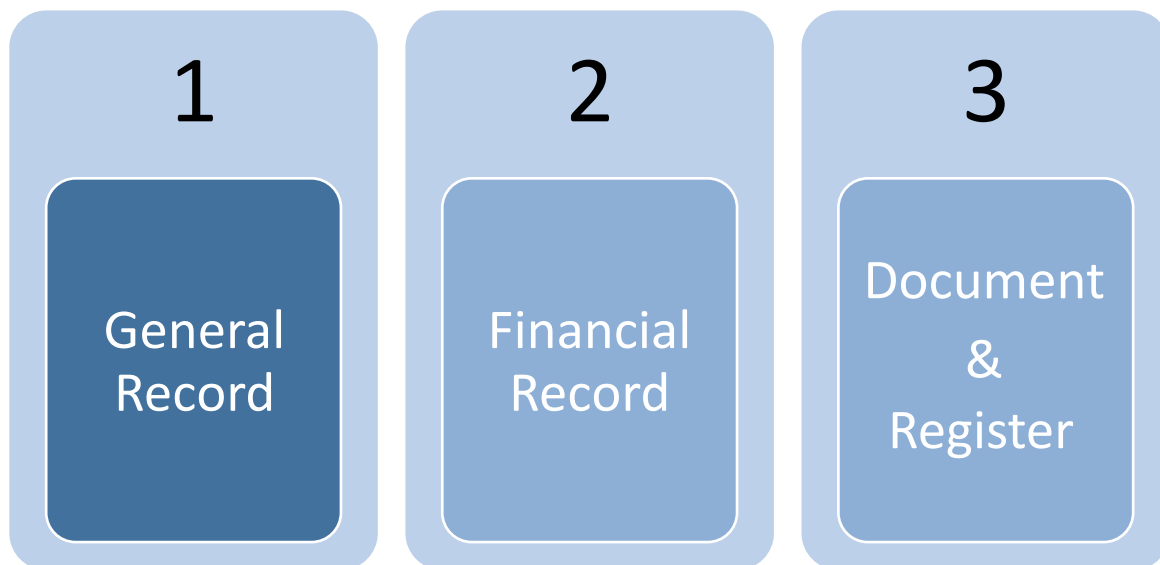 1
General
Record
2
Financial
Record
3
Document
&
Register